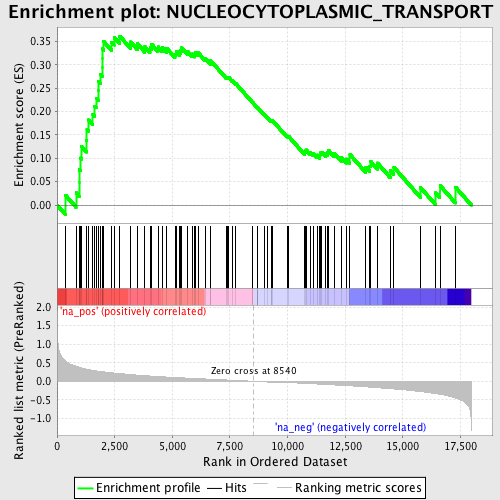 Enrichment plot: NUCLEOCYTOPLASMIC_TRANSPORT
Enrichment score (ES)
0.35
0.30
0.25
0.20
0.15
0.10
0.05
0.00
'na_pos' (positively correlated)
Ranked list metric (PreRanked)
2.0
1.5
1.0
0.5
0.0
-0.5
-1.0
Zero cross at 8540
'na_neg' (negatively correlated)
0
2,500
5,000
7,500
10,000
12,500
15,000
17,500
Rank in Ordered Dataset
Enrichment profile
Hits
Ranking metric scores